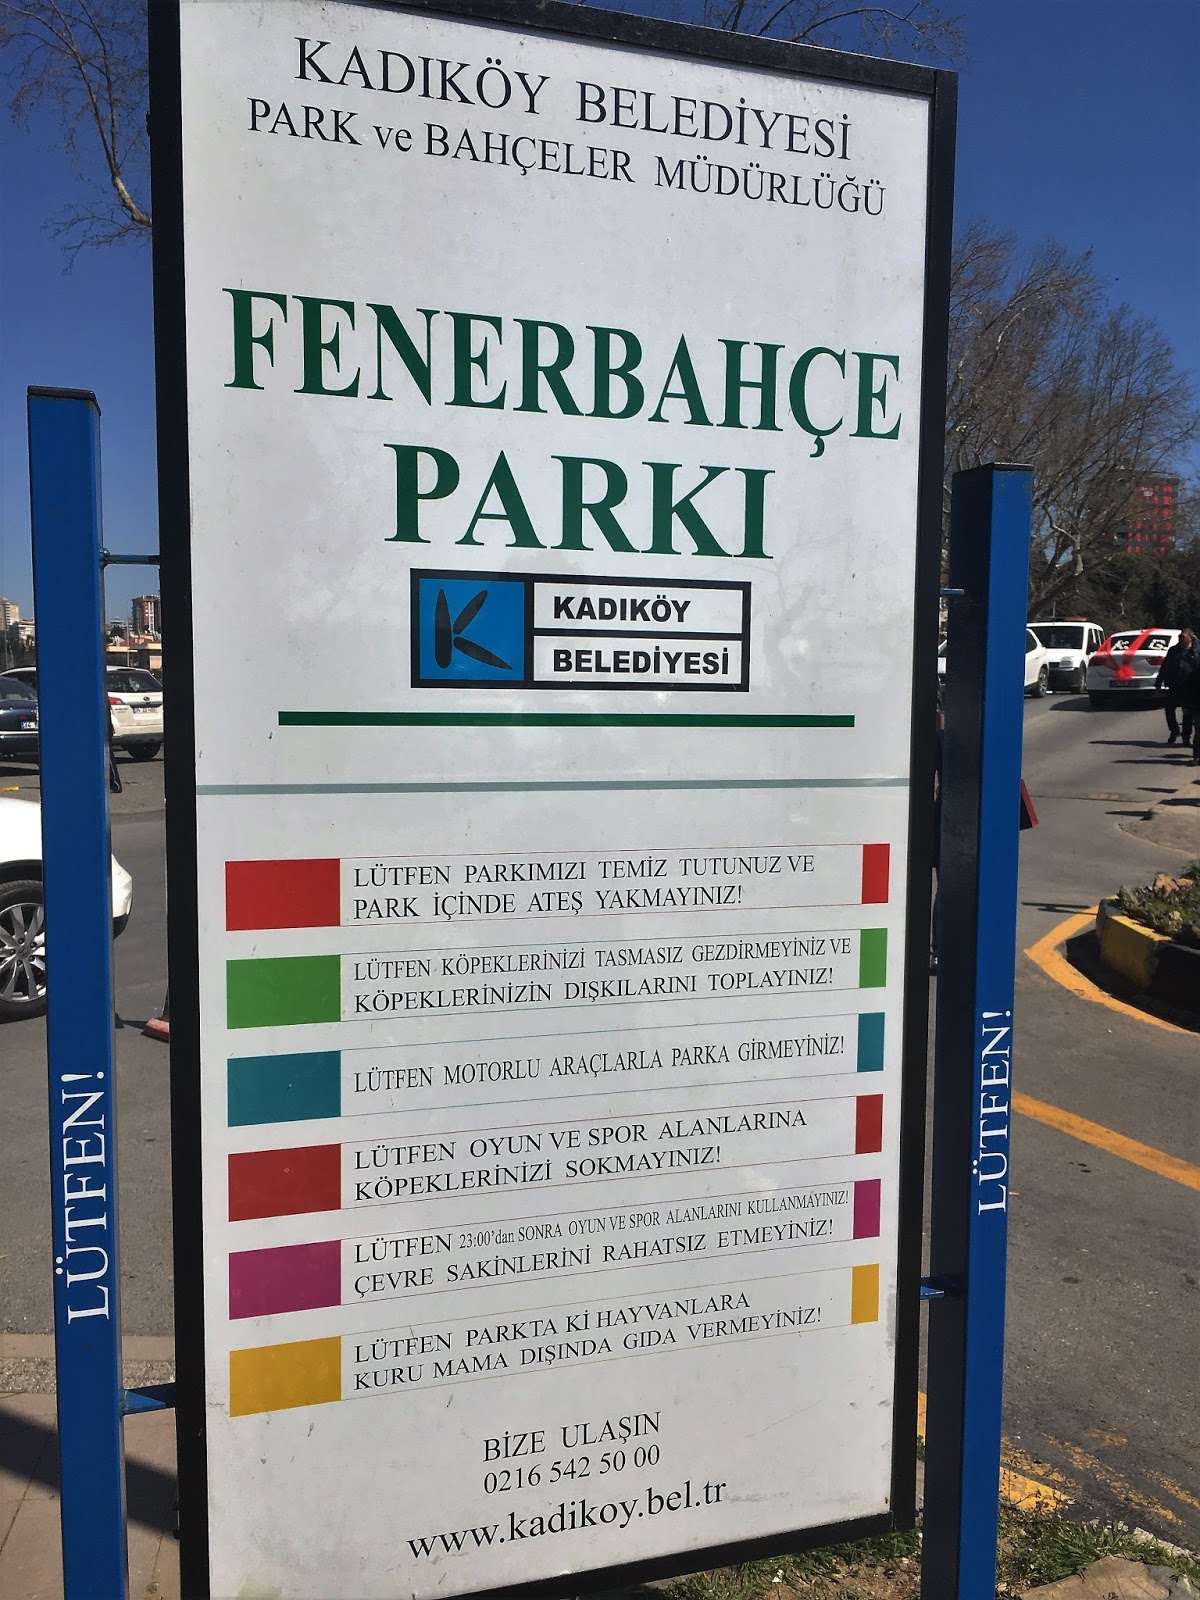 KADIKÖY BELEDİYESİ
PARK ve BAHÇELER MÜDÜRLÜĞÜ
FENERBAHÇE
PARKI
KADIKÖY
BELEDİYESİ
LÜTFEN PARKIMIZI TEMİZ TUTUNUZ VE
PARK İÇİNDE ATEŞ YAKMAYINIZ!
LÜTFEN KÖPEKLERİNİZİ TASMASIZ GEZDİRMEYİNİZ VE
KÖPEKLERİNİZİN DIŞKILARINI TOPLAYINIZ!
LÜTFEN MOTORLU ARAÇLARLA PARKA GİRMEYİNİZ!
LÜTFEN OYUN VE SPOR ALANLARINA
KÖPEKLERİNİZİ SOKMAYINIZ!
LÜTFEN 23:00'dan SONRA OYUN VE SPOR ALANLARINI KULLANMAYINIZ!
ÇEVRE SAKİNLERİNİ RAHATSIZ ETMEYİNİZ!
LÜTFEN PARKTA Kİ HAYVANLARA
KURU MAMA DIŞINDA GIDA VERMEYİNİZ!
BİZE ULAŞIN
0216 542 50 00
www.kadikoy.bel.tr
LÜTFEN!
LÜTFEN!